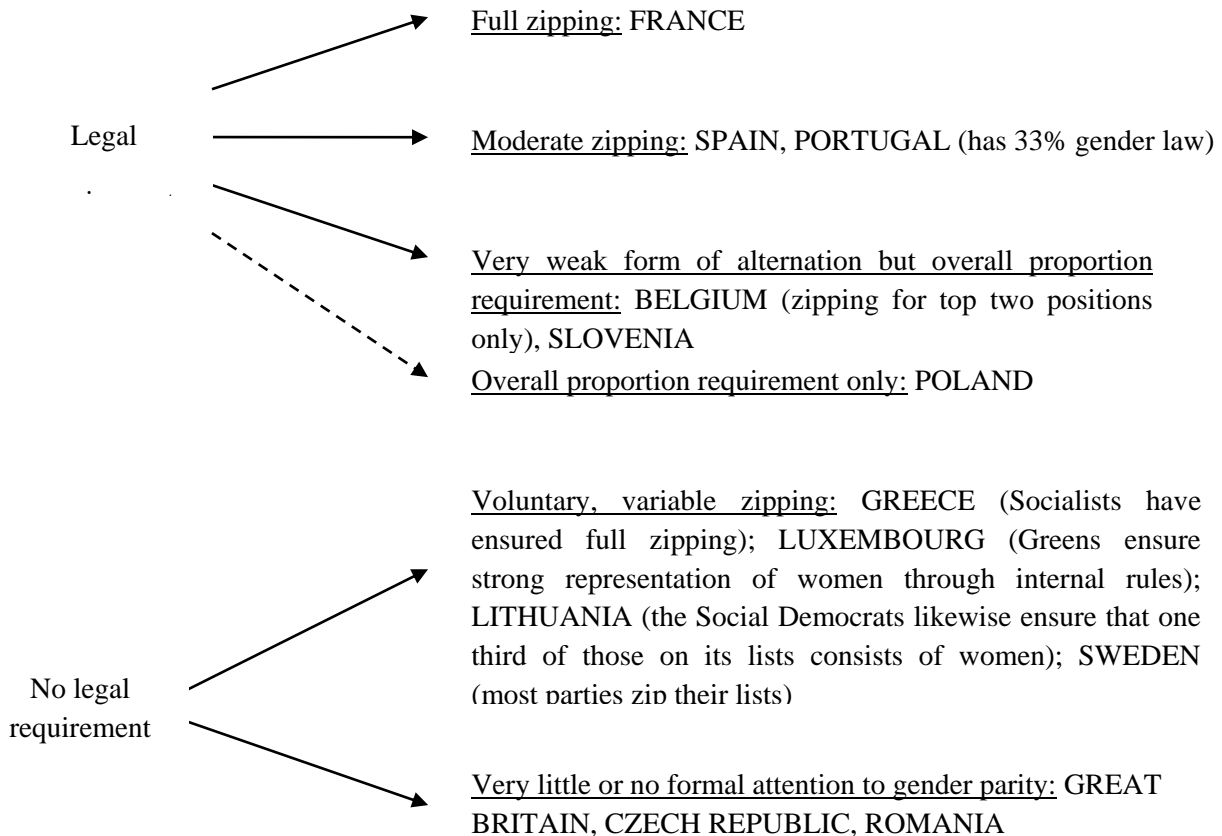 Full zipping: FRANCE
Legal
Moderate zipping: SPAIN, PORTUGAL (has 33% gender law)
Very weak form of alternation but overall proportion
requirement: BELGIUM (zipping for top two positions
only), SLOVENIA
Overall proportion requirement only: POLAND
Voluntary, variable zipping: GREECE (Socialists have
ensured full zipping); LUXEMBOURG (Greens ensure
strong representation of women through internal rules);
LITHUANIA (the Social Democrats likewise ensure that one
third of those on its lists consists of women); SWEDEN
(most parties zip their lists)
No legal
requirement
Very little or no formal attention to gender parity: GREAT
BRITAIN, CZECH REPUBLIC, ROMANIA